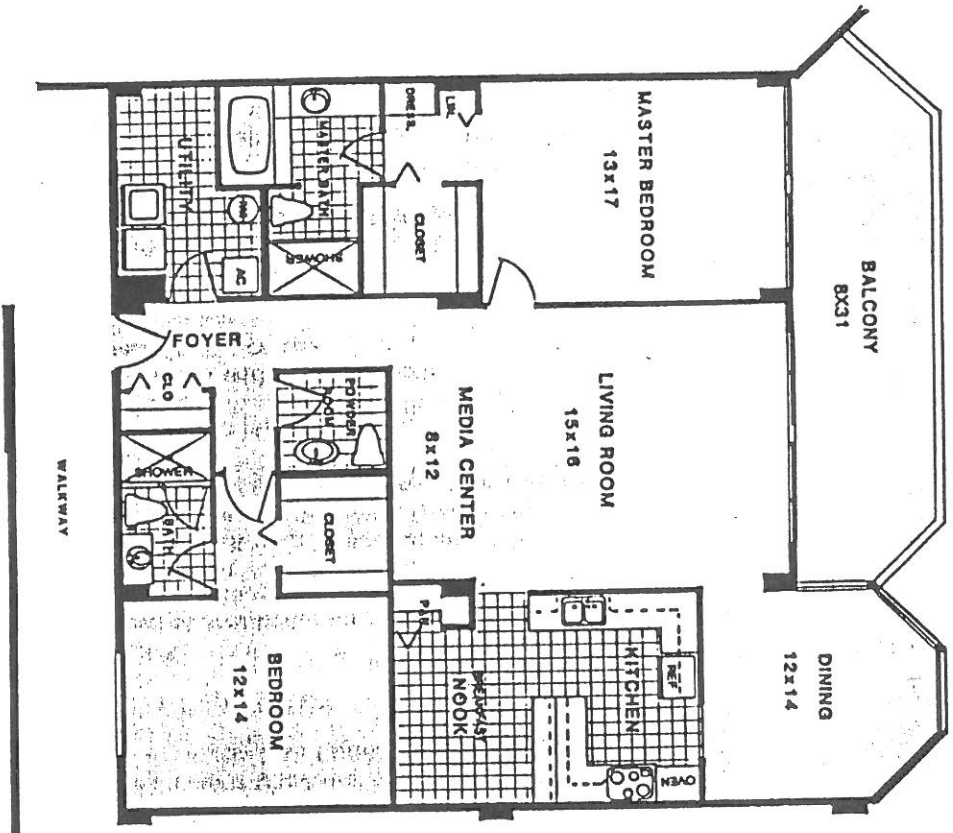 BALCONY
8X31
MASTER BEDROOM
13x17
LIN.
DRESS.
CLOSET
MASTER BATH
SHOWER
UTILITY
AC
FOYER
CLO
POWDER
ROOM
LIVING ROOM
15x16
MEDIA CENTER
8x12
DINING
12x14
KITCHEN
REF
OVEN
BREAKFAST
NOOK
PAN
CLOSET
SHOWER
BATH
BEDROOM
12x14
WALKWAY